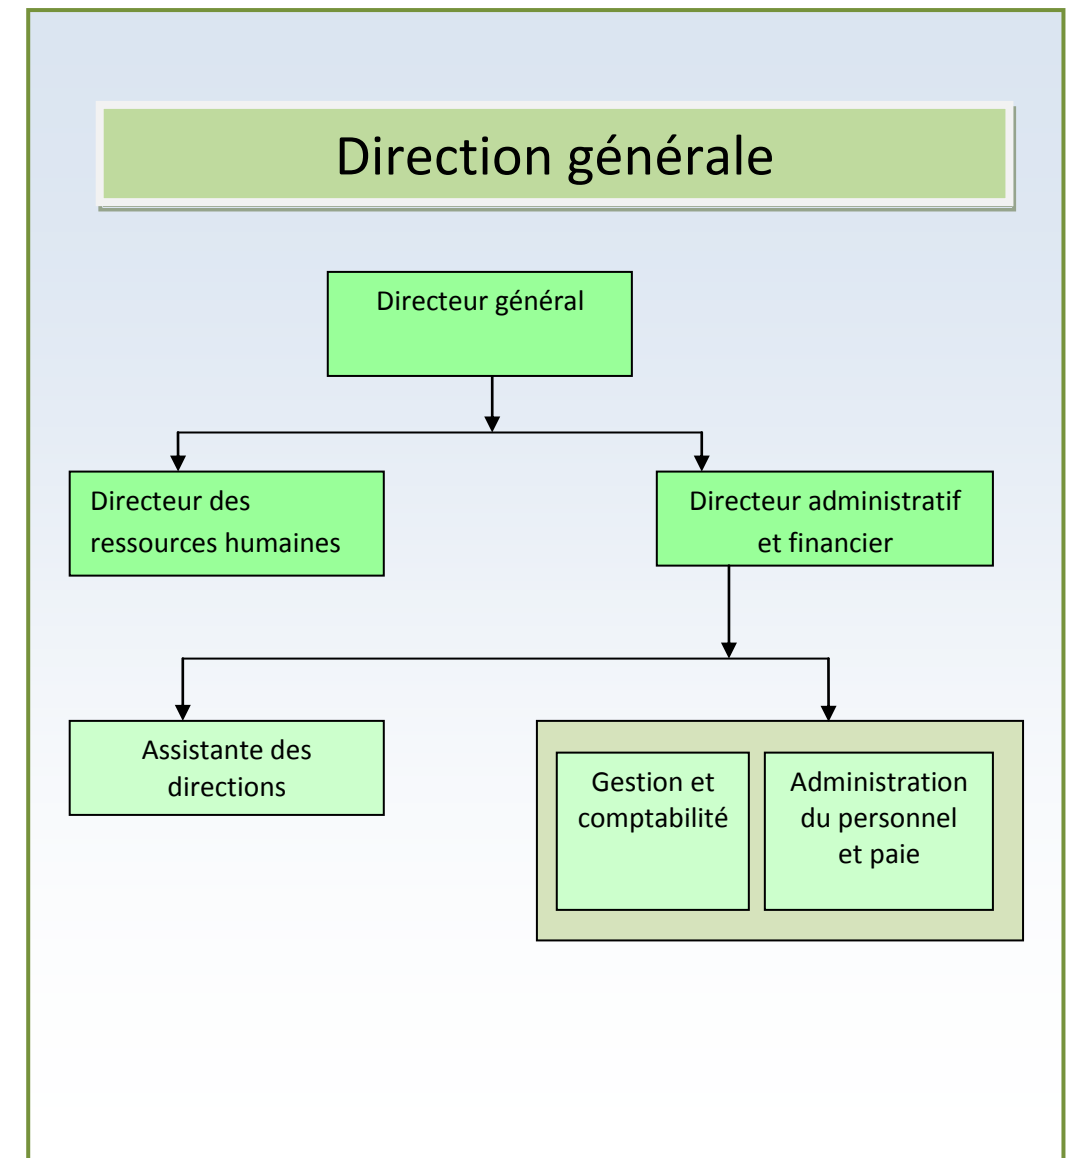 Direction générale
Directeur général
Directeur des
ressources humaines
Directeur administratif
et financier
Assistante des
directions
Gestion et
comptabilité
Administration
du personnel
et paie